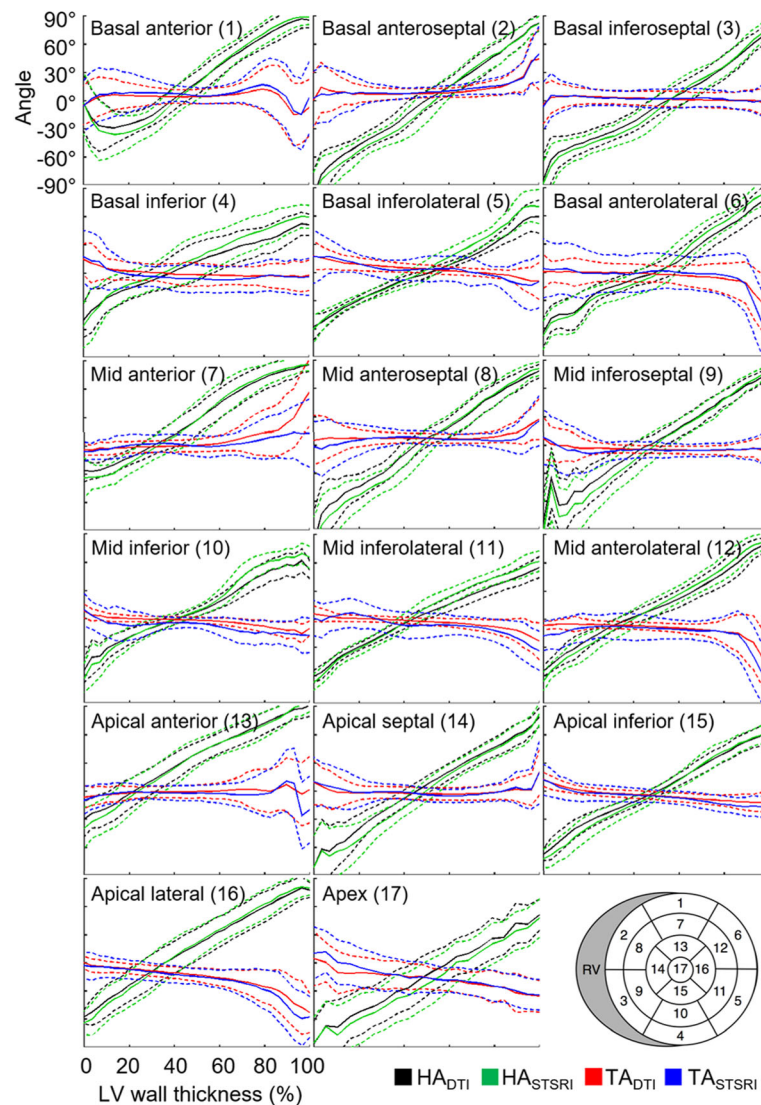 Basal anterior (1) Basal anteroseptal (2) Basal inferoseptal (3)
90°
60°
30°
0
-30°
-60°
-90°
Angle
Basal inferior (4) Basal inferolateral (5) Basal anterolateral (6)
Mid anterior (7) Mid anteroseptal (8) Mid inferoseptal (9)
Mid inferior (10) Mid inferolateral (11) Mid anterolateral (12)
Apical anterior (13) Apical septal (14) Apical inferior (15)
Apical lateral (16) Apex (17)
0 20 40 60 80 100
LV wall thickness (%)
1
7
2 6
8 13 12
RV 14 17 16
9 15 11
3 5
10
4
HA_DTI HA_STSRI TA_DTI TA_STSRI